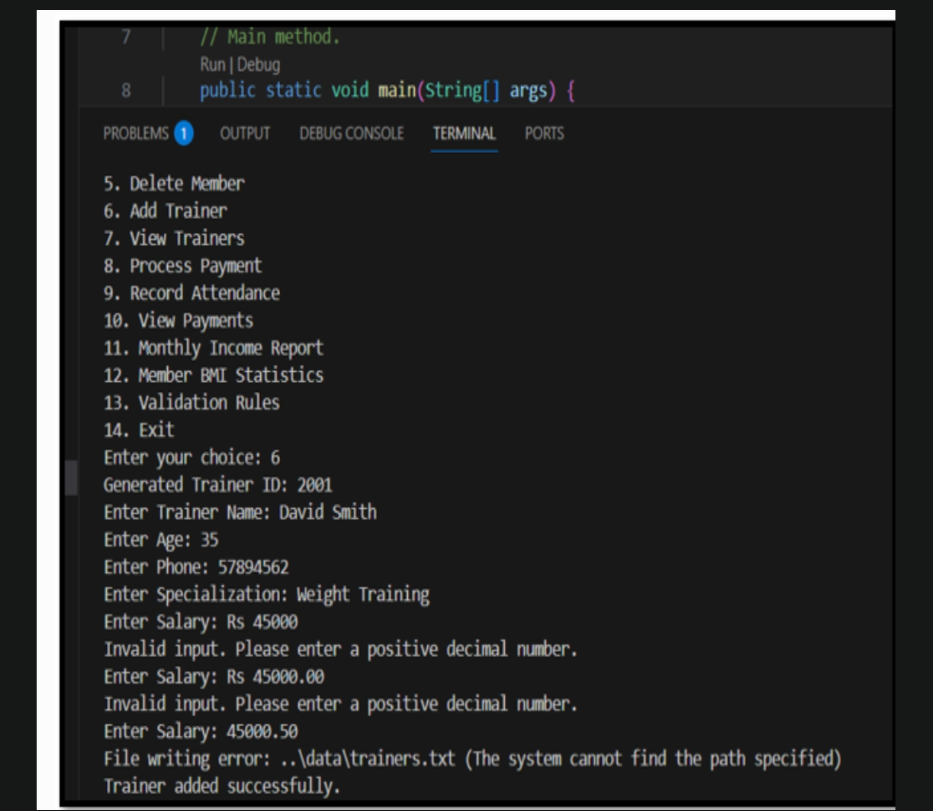 7 // Main method.
Run | Debug
8 public static void main(String[] args) {
PROBLEMS 1 OUTPUT DEBUG CONSOLE TERMINAL PORTS
5. Delete Member
6. Add Trainer
7. View Trainers
8. Process Payment
9. Record Attendance
10. View Payments
11. Monthly Income Report
12. Member BMI Statistics
13. Validation Rules
14. Exit
Enter your choice: 6
Generated Trainer ID: 2001
Enter Trainer Name: David Smith
Enter Age: 35
Enter Phone: 57894562
Enter Specialization: Weight Training
Enter Salary: Rs 45000
Invalid input. Please enter a positive decimal number.
Enter Salary: Rs 45000.00
Invalid input. Please enter a positive decimal number.
Enter Salary: 45000.50
File writing error: ..\data\trainers.txt (The system cannot find the path specified)
Trainer added successfully.